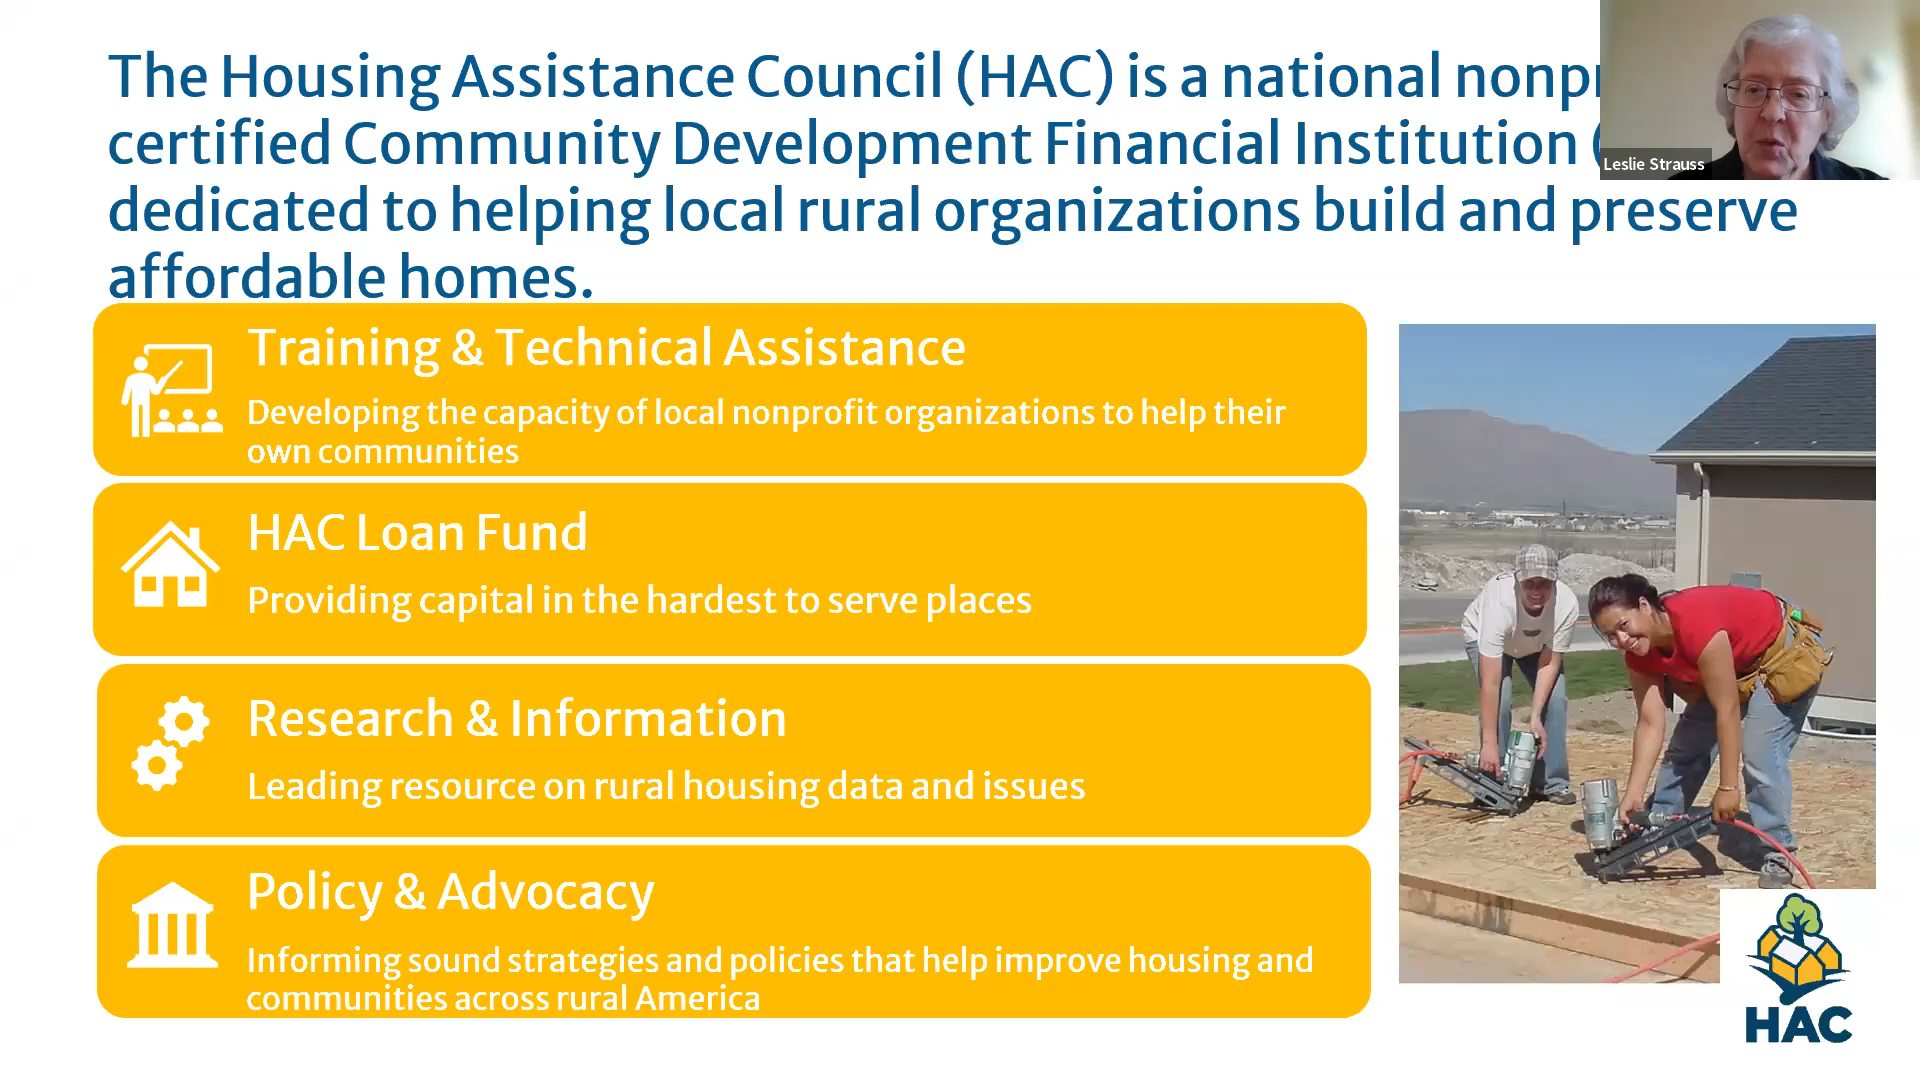 The Housing Assistance Council (HAC) is a national
certified Community Development Financial Institution
dedicated to helping local rural organizations build and preserve
affordable homes.
Leslie Strauss
Training & Technical Assistance
Developing the capacity of local nonprofit organizations to help their
own communities
HAC Loan Fund
Providing capital in the hardest to serve places
Research & Information
Leading resource on rural housing data and issues
Policy & Advocacy
Informing sound strategies and policies that help improve housing and
communities across rural America
HAC